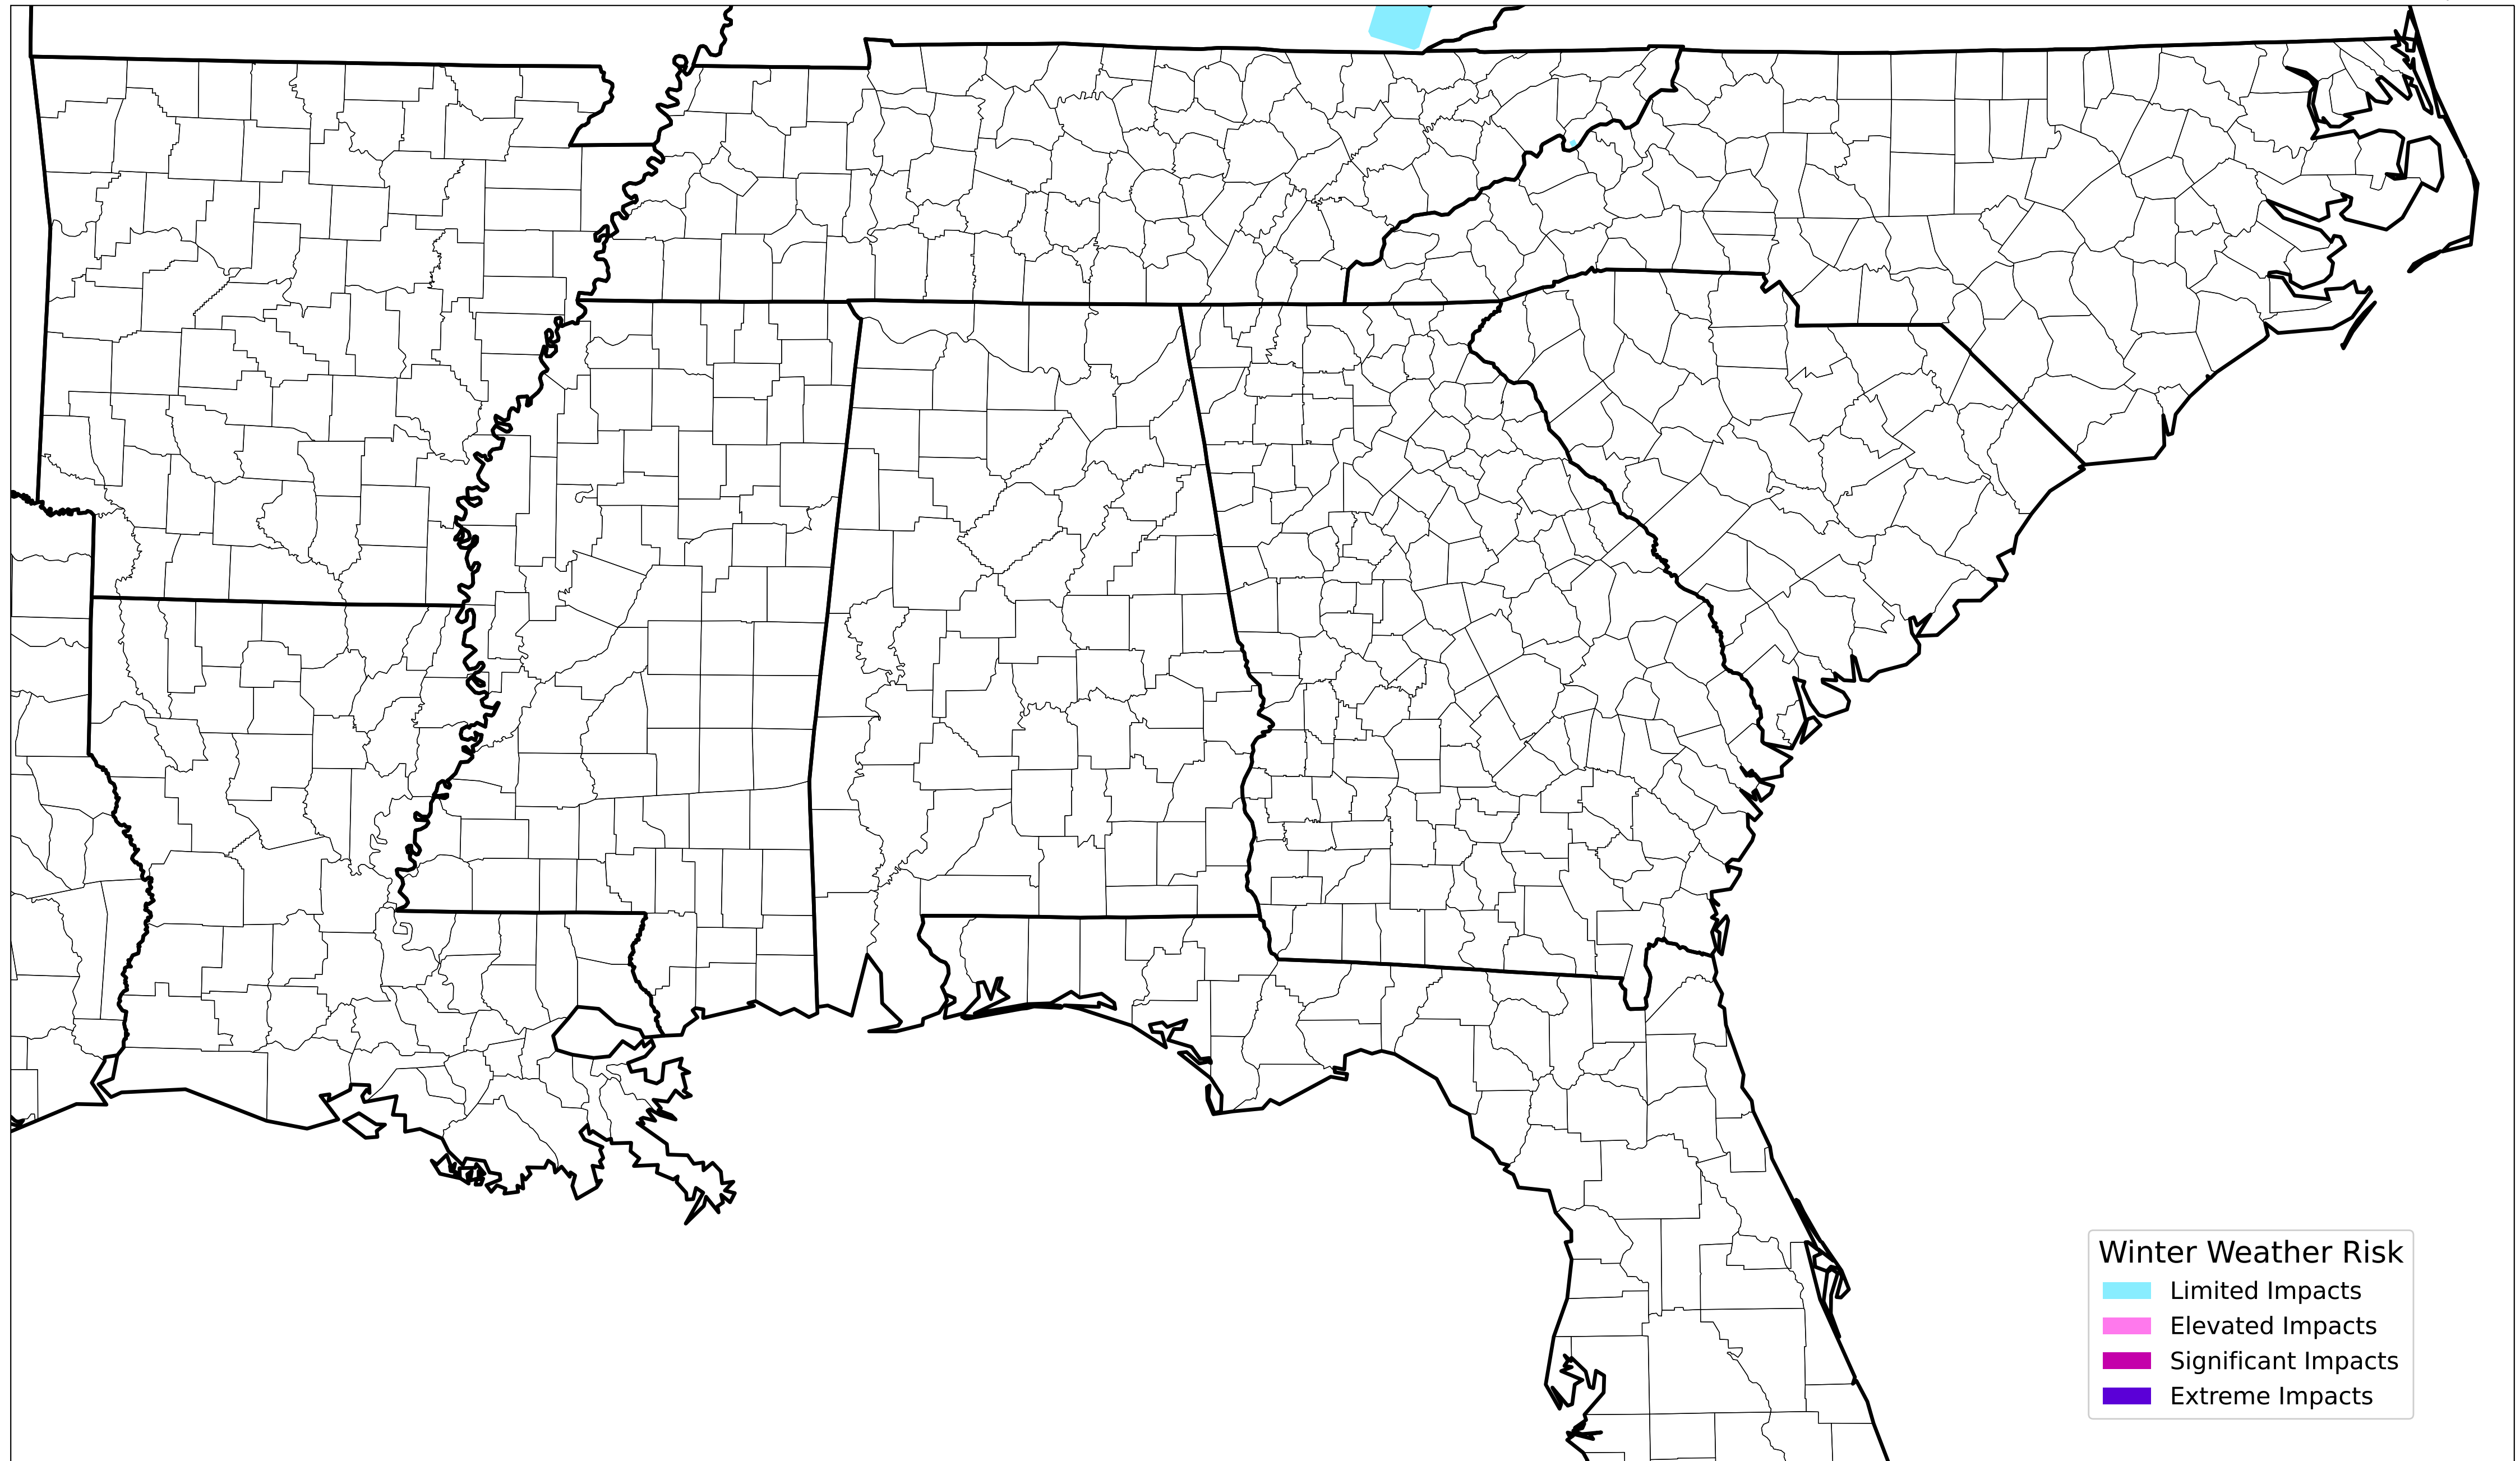 Winter Weather Risk
Limited Impacts
Elevated Impacts
Significant Impacts
Extreme Impacts